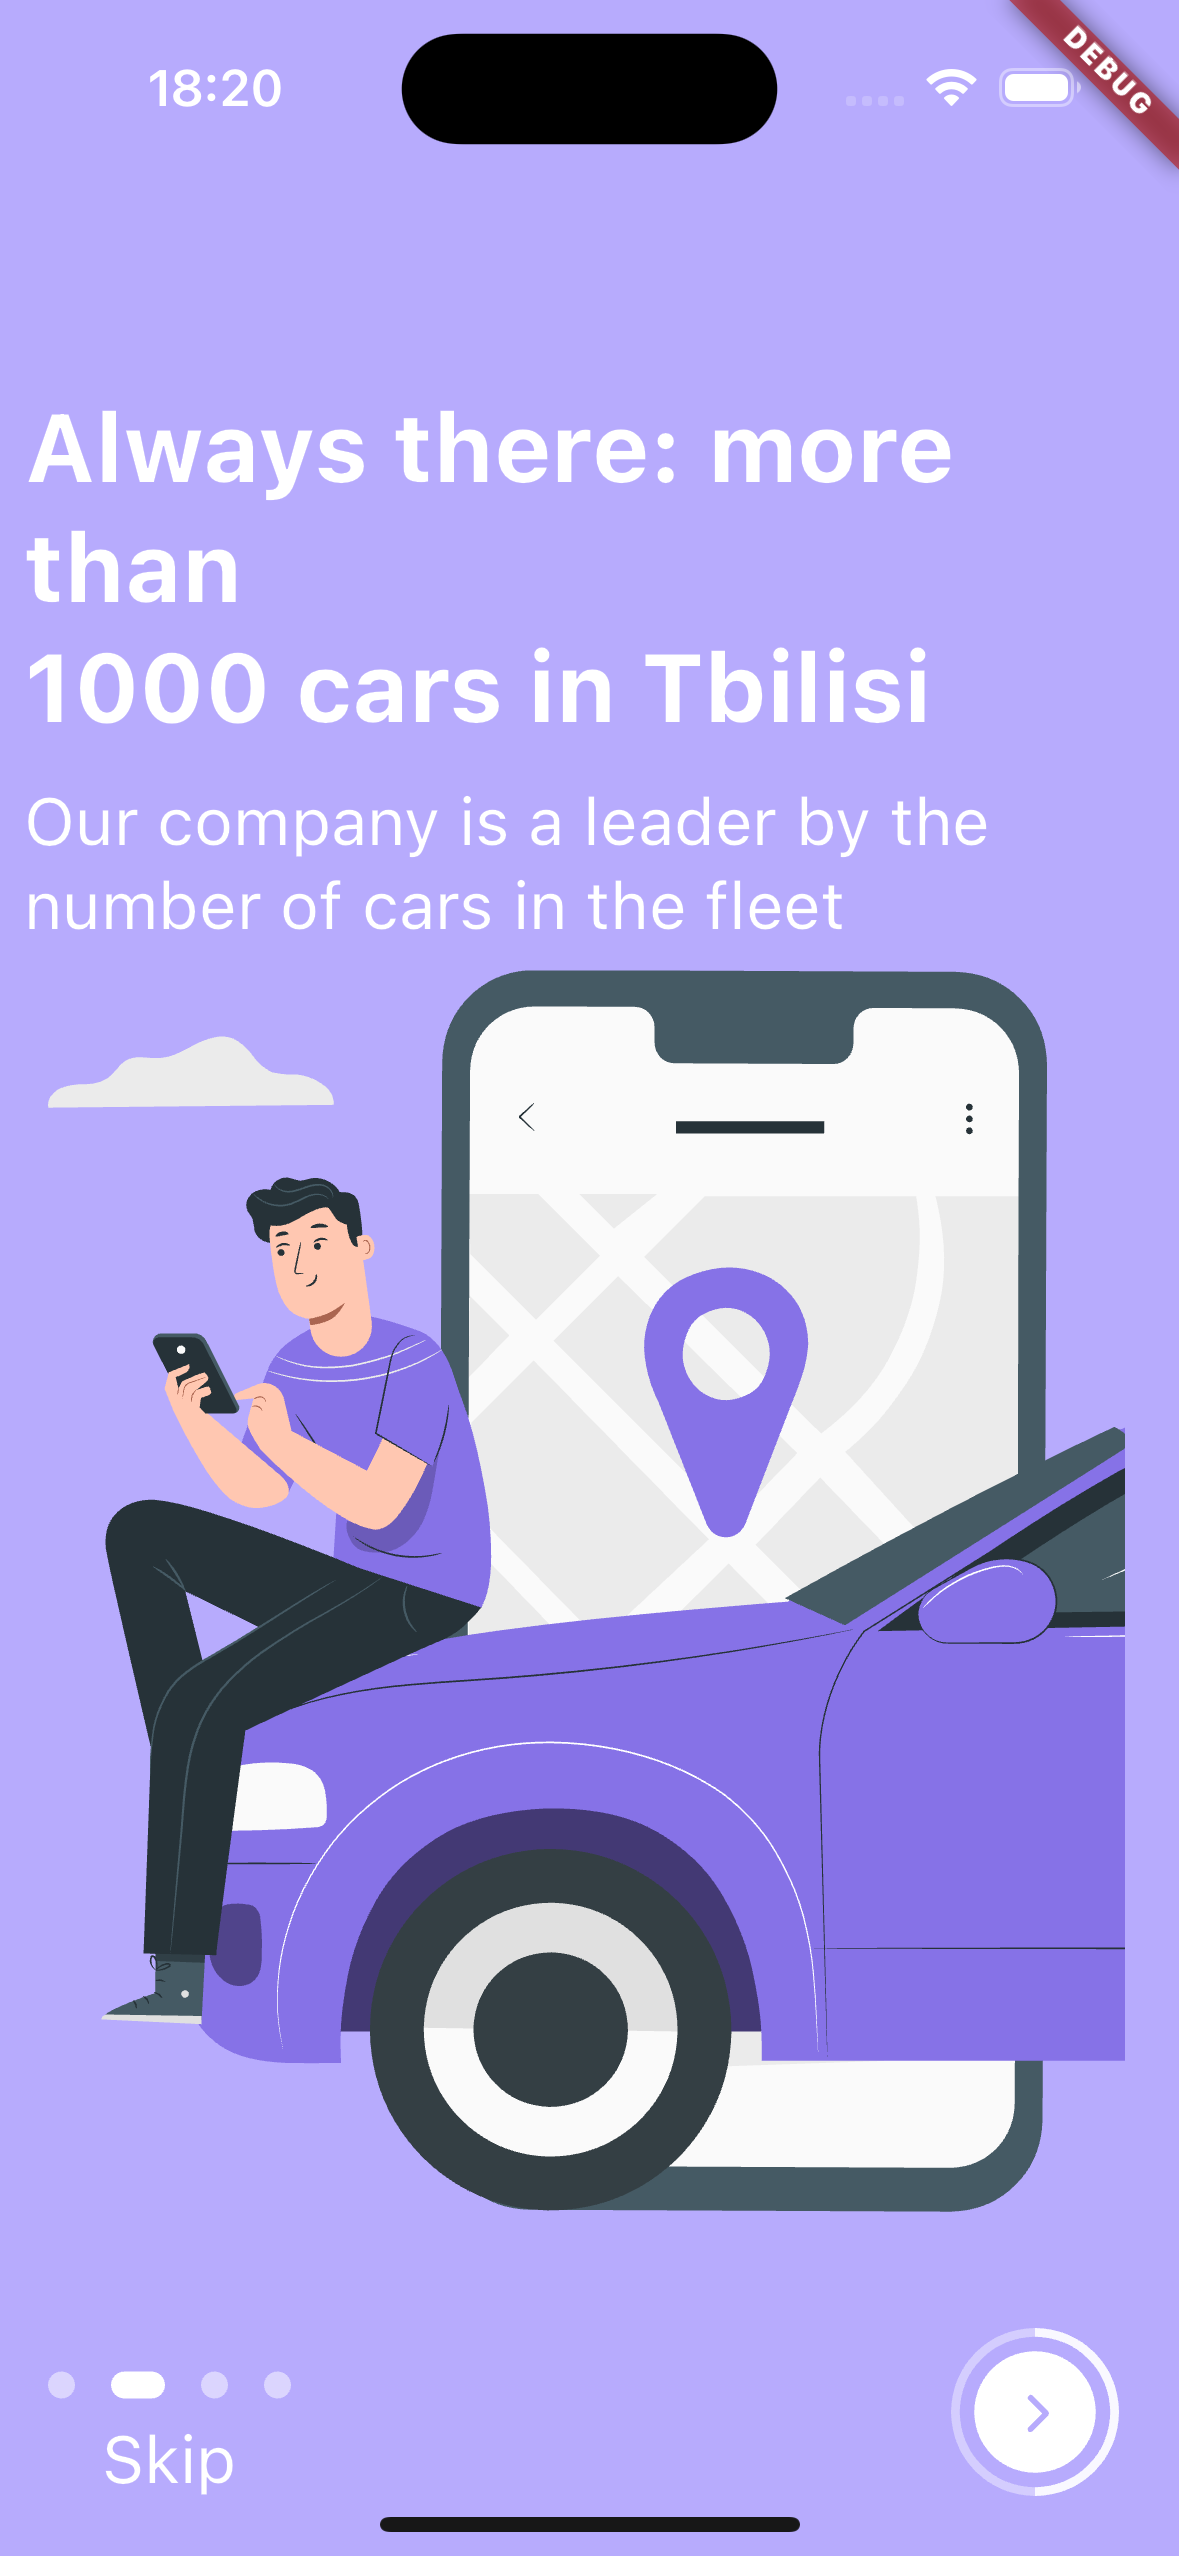 18:20
DEBUG
Always there: more
than
1000 cars in Tbilisi
Our company is a leader by the
number of cars in the fleet
Skip